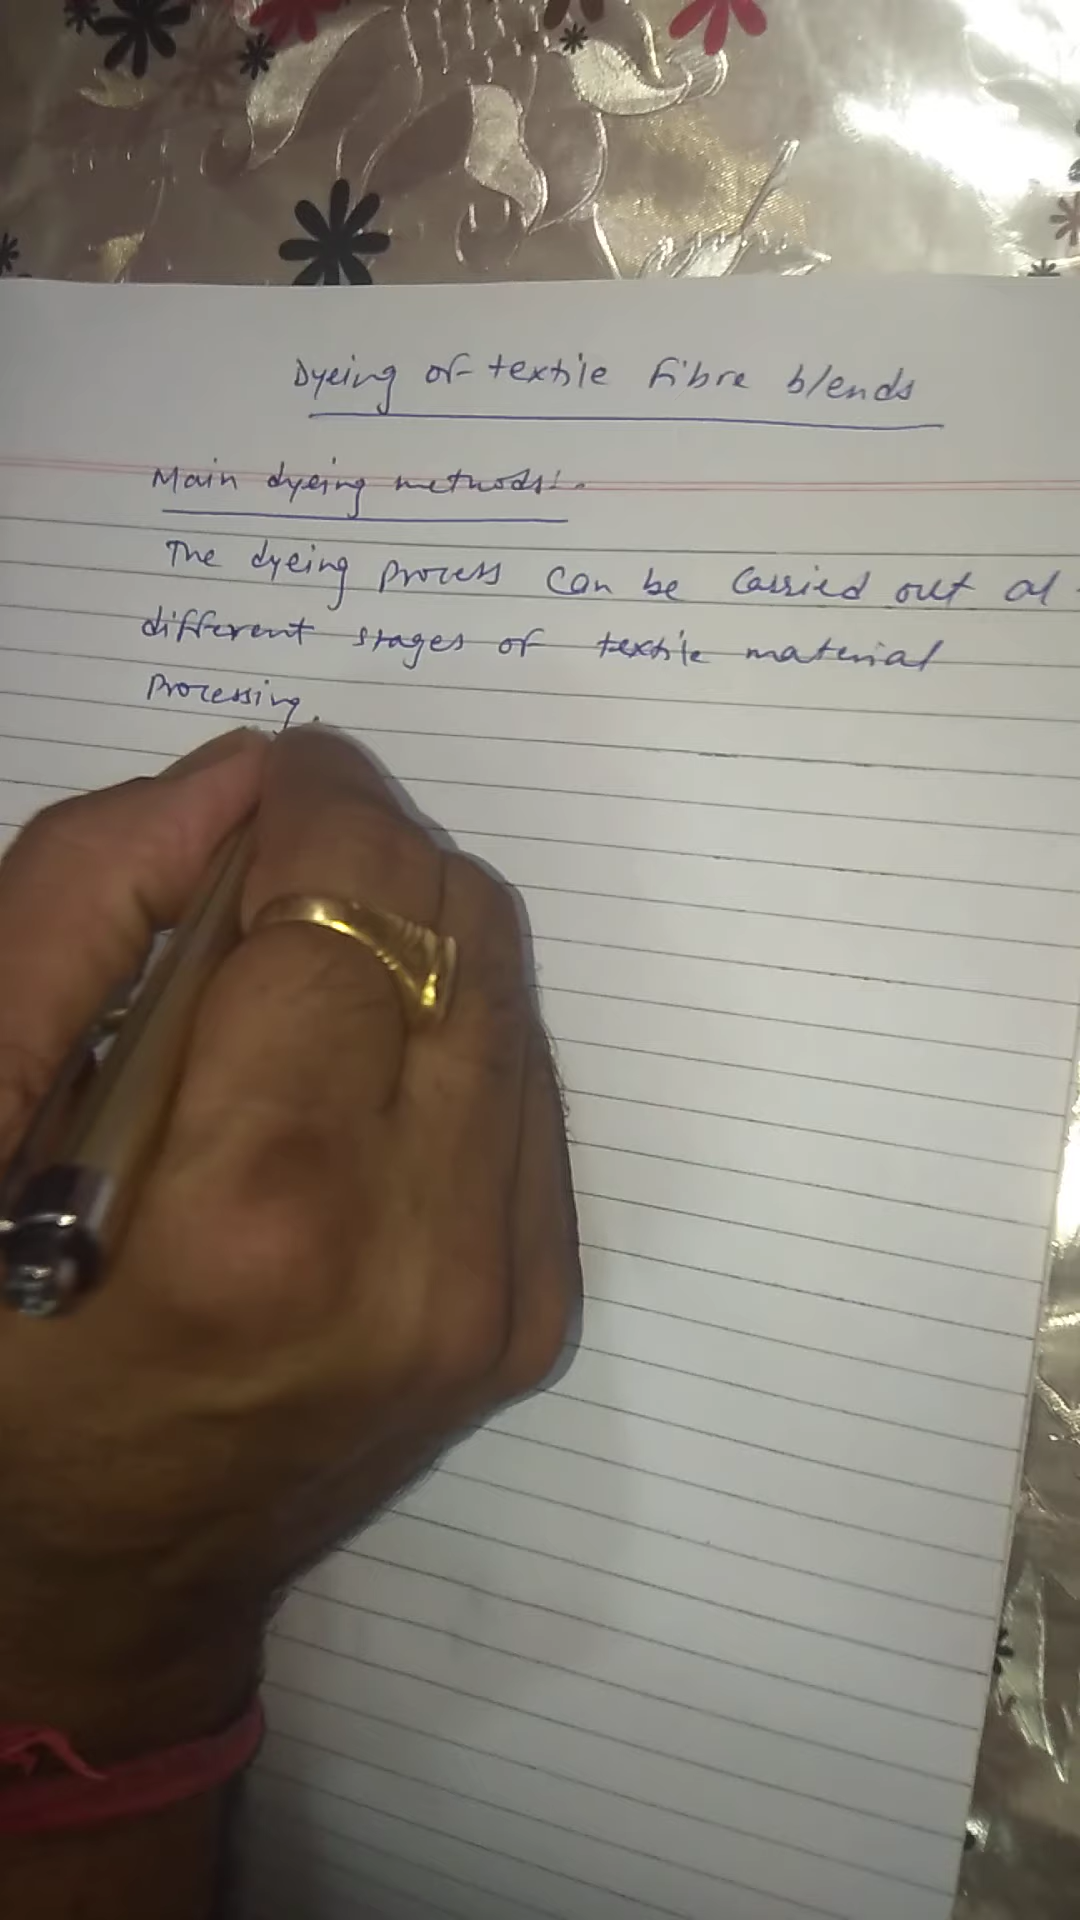 Dyeing of textile fibre blends
Main dyeing methods:-
The dyeing process can be carried out at
different stages of textile material
Processing.